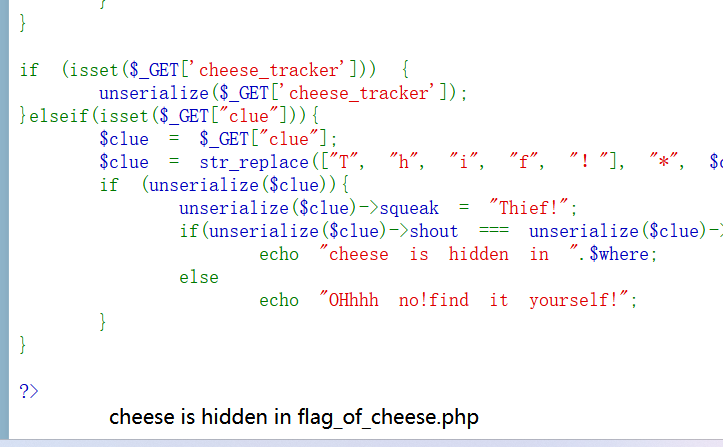 }
}
if (isset($_GET['cheese_tracker'])) {
unserialize($_GET['cheese_tracker']);
}elseif(isset($_GET["clue"])){
$clue = $_GET["clue"];
$clue = str_replace(["T", "h", "i", "f", "! "], "*", $
if (unserialize($clue)){
unserialize($clue)->squeak = "Thief!";
if(unserialize($clue)->shout === unserialize($clue)->
echo "cheese is hidden in ".$where;
else
echo "OHhhh no!find it yourself!";
}
}
?>
cheese is hidden in flag_of_cheese.php